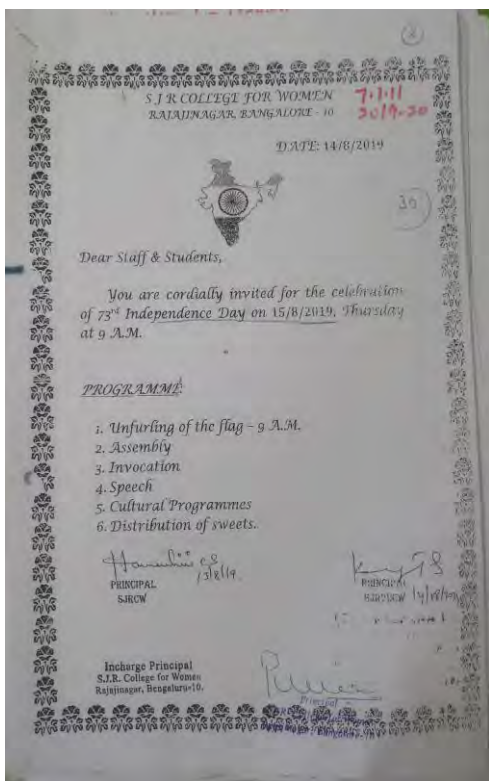 S J R COLLEGE FOR WOMEN
7.1.11
RAJAJINAGAR, BANGALORE - 10
2019-20
DATE: 14/8/2019
Dear Staff & Students,
You are cordially invited for the celebration
of 73rd Independence Day on 15/8/2019, Thursday
at 9 A.M.
PROGRAMME:
1. Unfurling of the flag – 9 A.M.
2. Assembly
3. Invocation
4. Speech
5. Cultural Programmes
6. Distribution of sweets.
PRINCIPAL
SJRCW
PRINCIPAL
Incharge Principal
S.J.R. College for Women
Rajajinagar, Bengaluru-10.
Principal